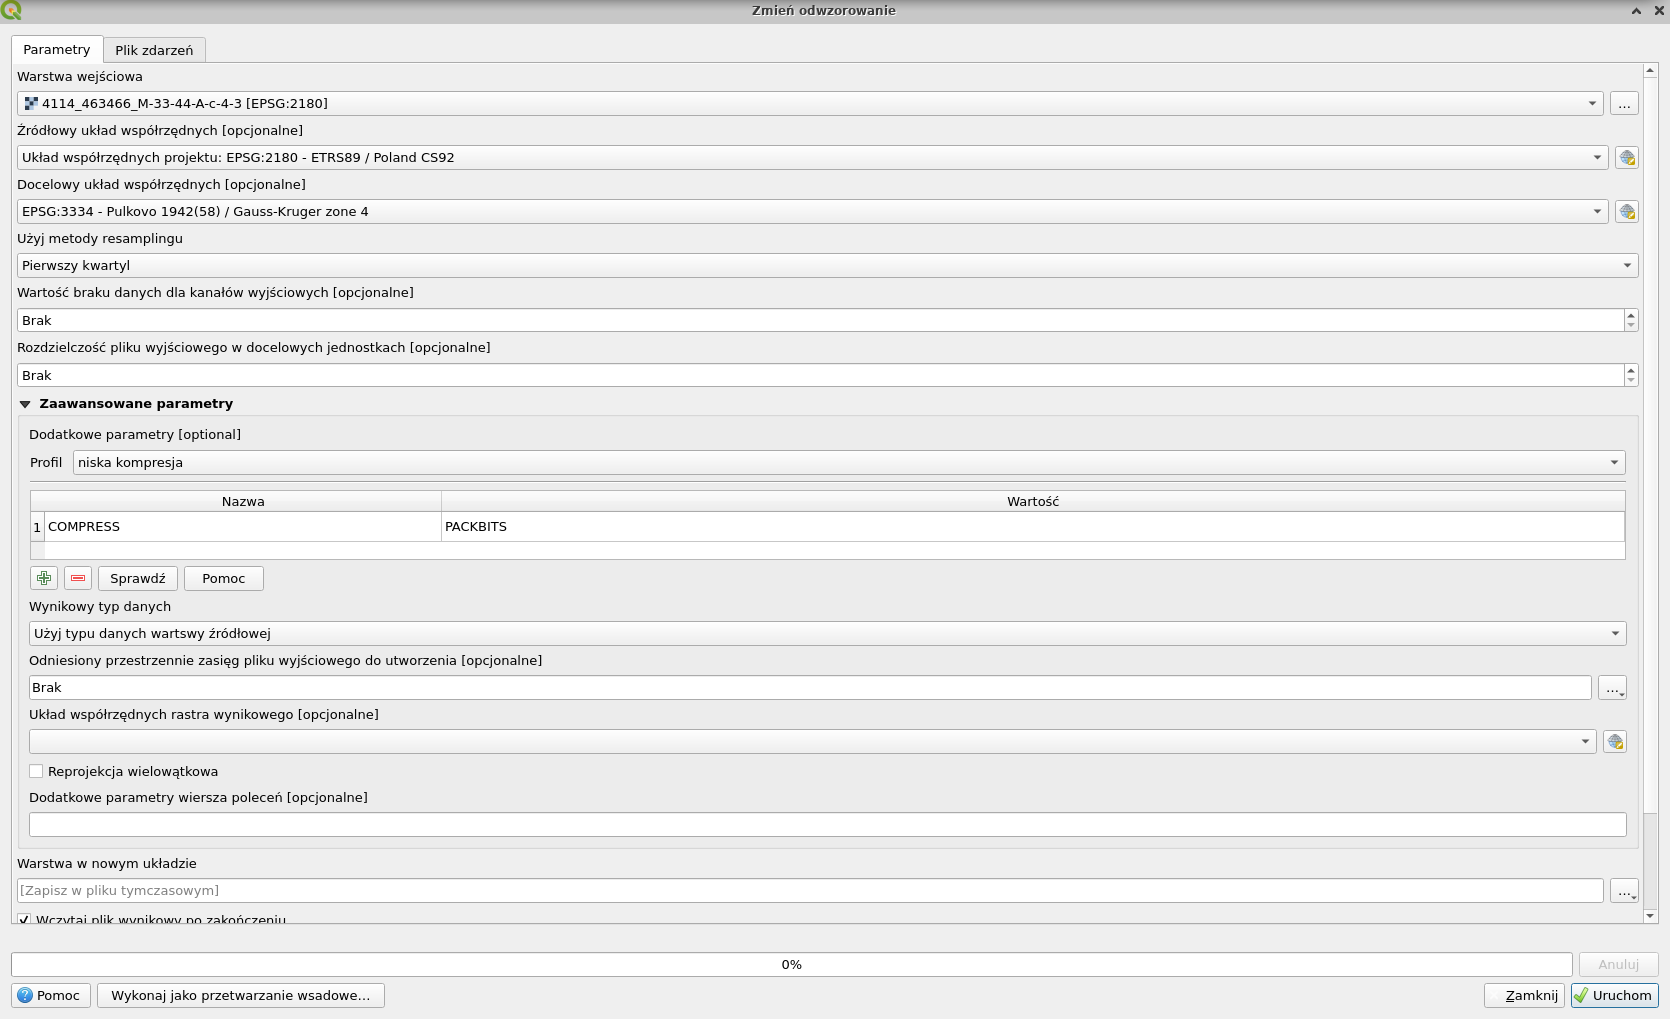 Zmień odwzorowanie
Parametry
Plik zdarzeń
Warstwa wejściowa
4114_463466_M-33-44-A-c-4-3 [EPSG:2180]
...
Źródłowy układ współrzędnych [opcjonalne]
Układ współrzędnych projektu: EPSG:2180 - ETRS89 / Poland CS92
Docelowy układ współrzędnych [opcjonalne]
EPSG:3334 - Pulkovo 1942(58) / Gauss-Kruger zone 4
Użyj metody resamplingu
Pierwszy kwartyl
Wartość braku danych dla kanałów wyjściowych [opcjonalne]
Brak
Rozdzielczość pliku wyjściowego w docelowych jednostkach [opcjonalne]
Brak
Zaawansowane parametry
Dodatkowe parametry [optional]
Profil
niska kompresja
Nazwa
Wartość
1
COMPRESS
PACKBITS
Sprawdź
Pomoc
Wynikowy typ danych
Użyj typu danych wartswy źródłowej
Odniesiony przestrzennie zasięg pliku wyjściowego do utworzenia [opcjonalne]
Brak
...
Układ współrzędnych rastra wynikowego [opcjonalne]
Reprojekcja wielowątkowa
Dodatkowe parametry wiersza poleceń [opcjonalne]
Warstwa w nowym układzie
[Zapisz w pliku tymczasowym]
...
Wczytaj plik wynikowy po zakończeniu
0%
Anuluj
Pomoc
Wykonaj jako przetwarzanie wsadowe...
Zamknij
Uruchom